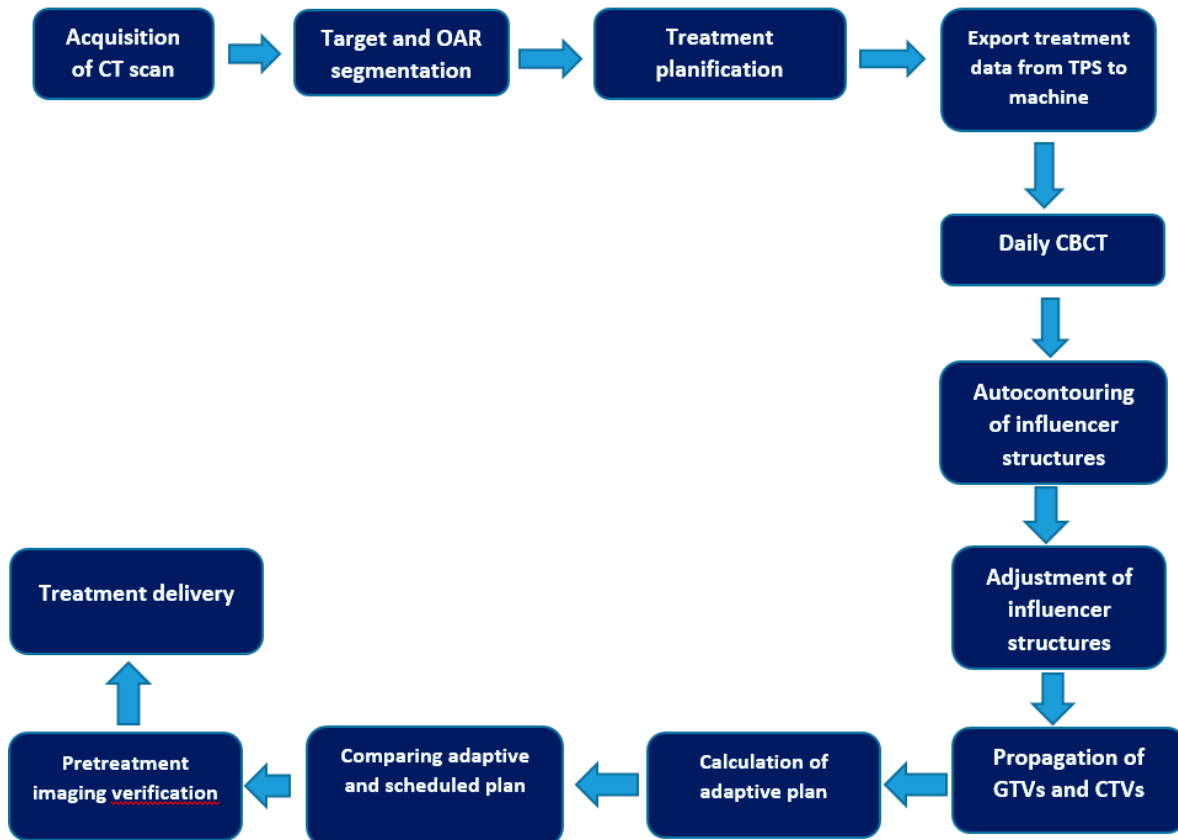 Acquisition
of CT scan
Target and OAR
segmentation
Treatment
planification
Export treatment
data from TPS to
machine
Daily CBCT
Autocontouring
of influencer
structures
Adjustment of
influencer
structures
Propagation of
GTVs and CTVs
Calculation of
adaptive plan
Comparing adaptive
and scheduled plan
Pretreatment
imaging verification
Treatment delivery